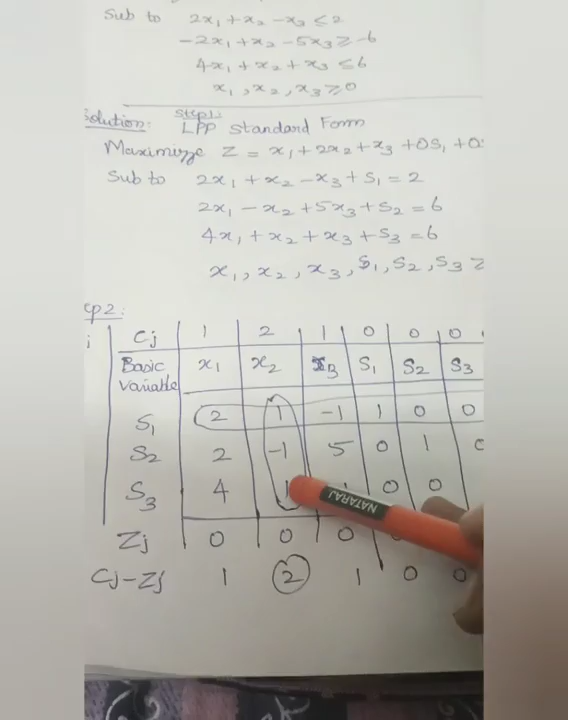 Sub to 2x₁ + x₂ - x₃ ≤ 2
-2x₁ + x₂ - 5x₃ ≥ -6
4x₁ + x₂ + x₃ ≤ 6
x₁, x₂, x₃ ≥ 0
Solution: Step1:
LPP Standard Form
Maximize Z = x₁ + 2x₂ + x₃ + 0S₁ + 0S
Sub to 2x₁ + x₂ - x₃ + S₁ = 2
2x₁ - x₂ + 5x₃ + S₂ = 6
4x₁ + x₂ + x₃ + S₃ = 6
x₁, x₂, x₃, S₁, S₂, S₃ ≥
ep2:
i Cj 1 2 1 0 0 0
Basic Variable x₁ x₂ x₃ S₁ S₂ S₃
S₁ 2 1 -1 1 0 0
S₂ 2 -1 5 0 1 0
S₃ 4 1 1 0 0
NATARAJ
Zj 0 0 0
Cj-Zj 1 2 1 0 0